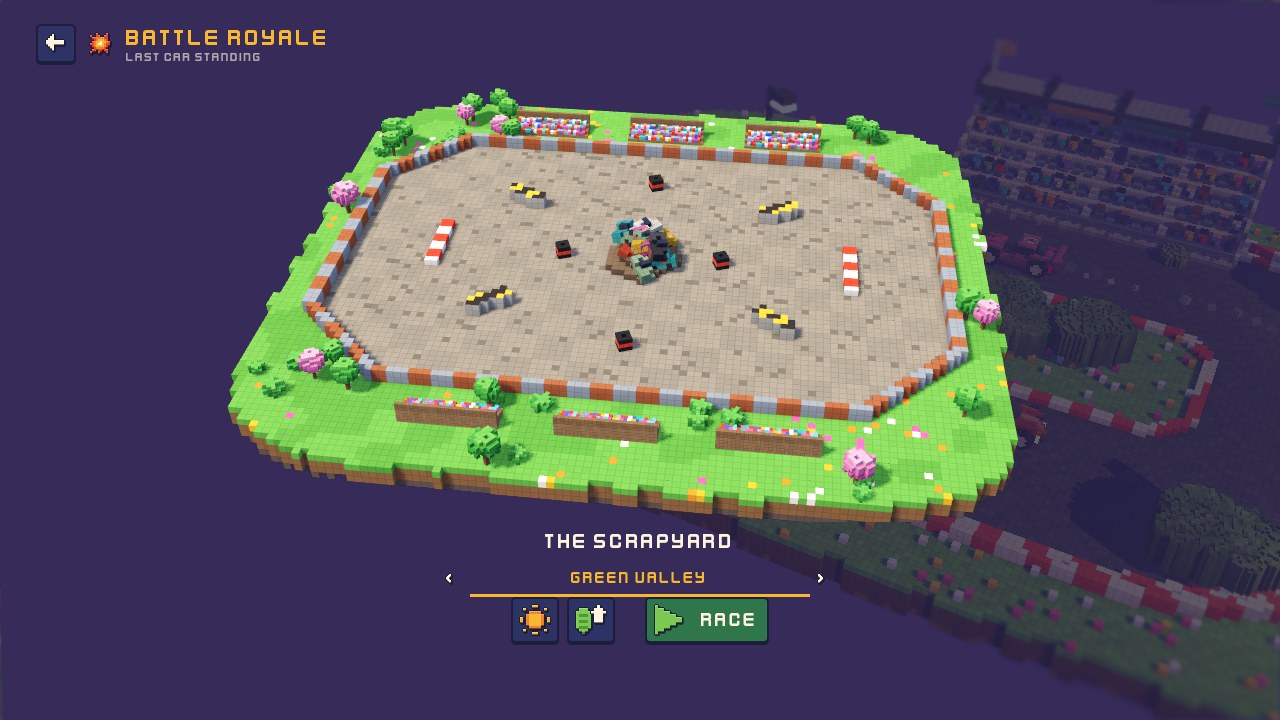 BATTLE ROYALE
LAST CAR STANDING
THE SCRAPYARD
GREEN VALLEY
RACE